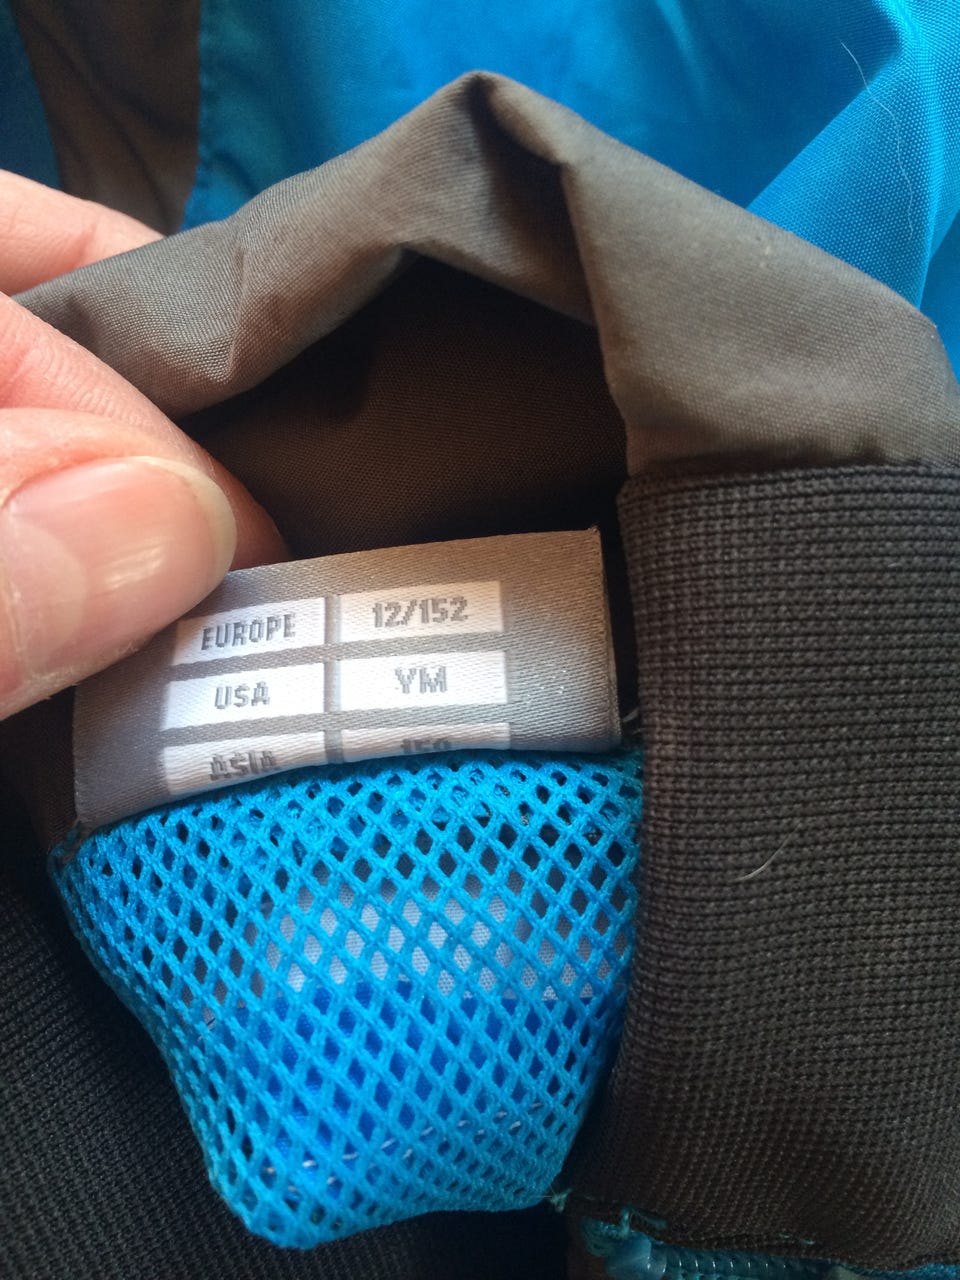 EUROPE 12/152
USA YM
ASIA